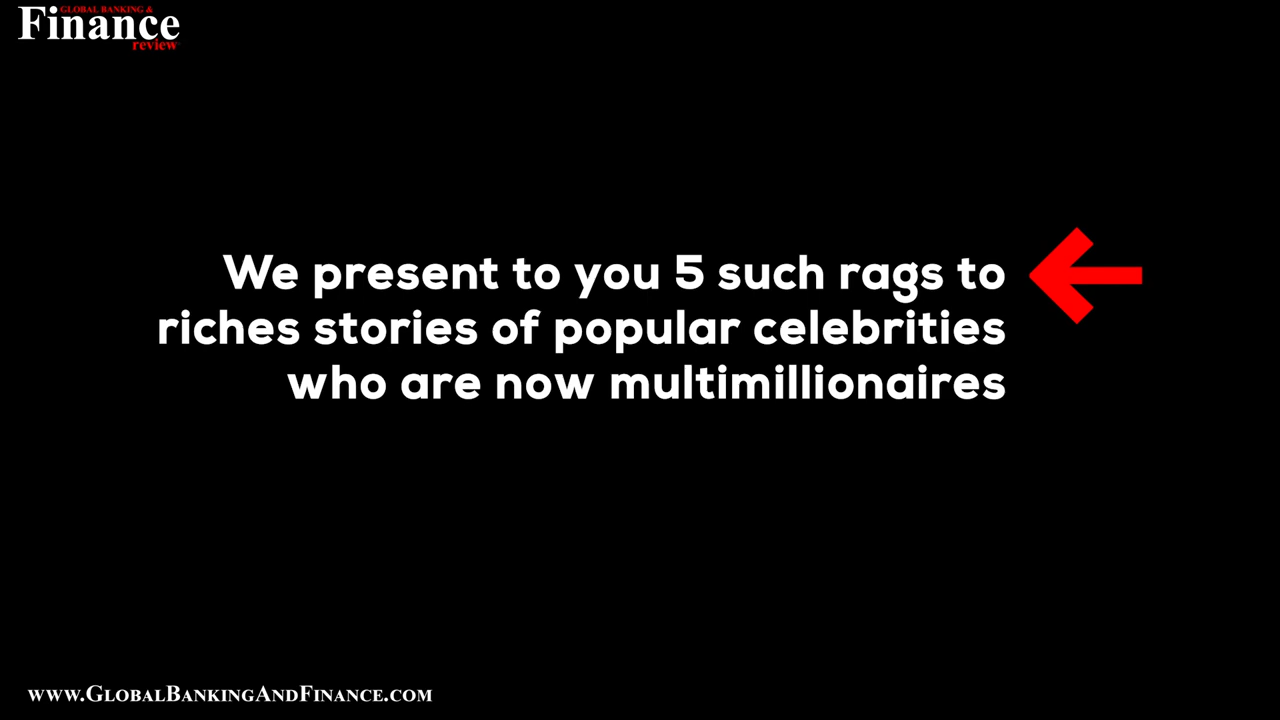 GLOBAL BANKING &
Finance
review
We present to you 5 such rags to
riches stories of popular celebrities
who are now multimillionaires
www.GlobalBankingAndFinance.com